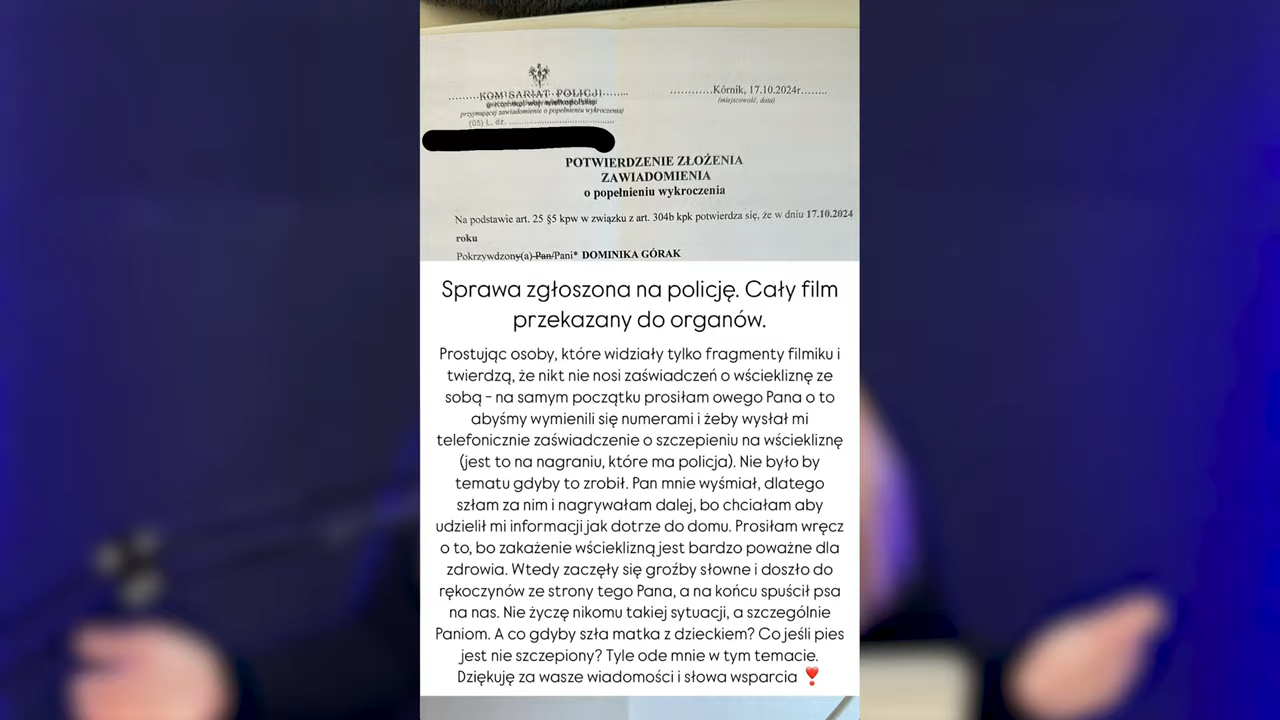 KOMISARIAT POLICJI
Kórnik, 17.10.2024r
(miejscowość, data)
przyjmującej zawiadomienie o popełnieniu wykroczenia)
(05) L. dz.
POTWIERDZENIE ZŁOŻENIA
ZAWIADOMIENIA
o popełnieniu wykroczenia
Na podstawie art. 25 §5 kpw w związku z art. 304b kpk potwierdza się, że w dniu 17.10.2024
roku
Pokrzywdzony(a) Pan/Pani* DOMINIKA GÓRAK
Sprawa zgłoszona na policję. Cały film
przekazany do organów.
Prostując osoby, które widziały tylko fragmenty filmiku i
twierdzą, że nikt nie nosi zaświadczeń o wściekliznę ze
sobą - na samym początku prosiłam owego Pana o to
abyśmy wymienili się numerami i żeby wysłał mi
telefonicznie zaświadczenie o szczepieniu na wściekliznę
(jest to na nagraniu, które ma policja). Nie było by
tematu gdyby to zrobił. Pan mnie wyśmiał, dlatego
szłam za nim i nagrywałam dalej, bo chciałam aby
udzielił mi informacji jak dotrze do domu. Prosiłam wręcz
o to, bo zakażenie wścieklizną jest bardzo poważne dla
zdrowia. Wtedy zaczęły się groźby słowne i doszło do
rękoczynów ze strony tego Pana, a na końcu spuścił psa
na nas. Nie życzę nikomu takiej sytuacji, a szczególnie
Paniom. A co gdyby szła matka z dzieckiem? Co jeśli pies
jest nie szczepiony? Tyle ode mnie w tym temacie.
Dziękuję za wasze wiadomości i słowa wsparcia ❣️